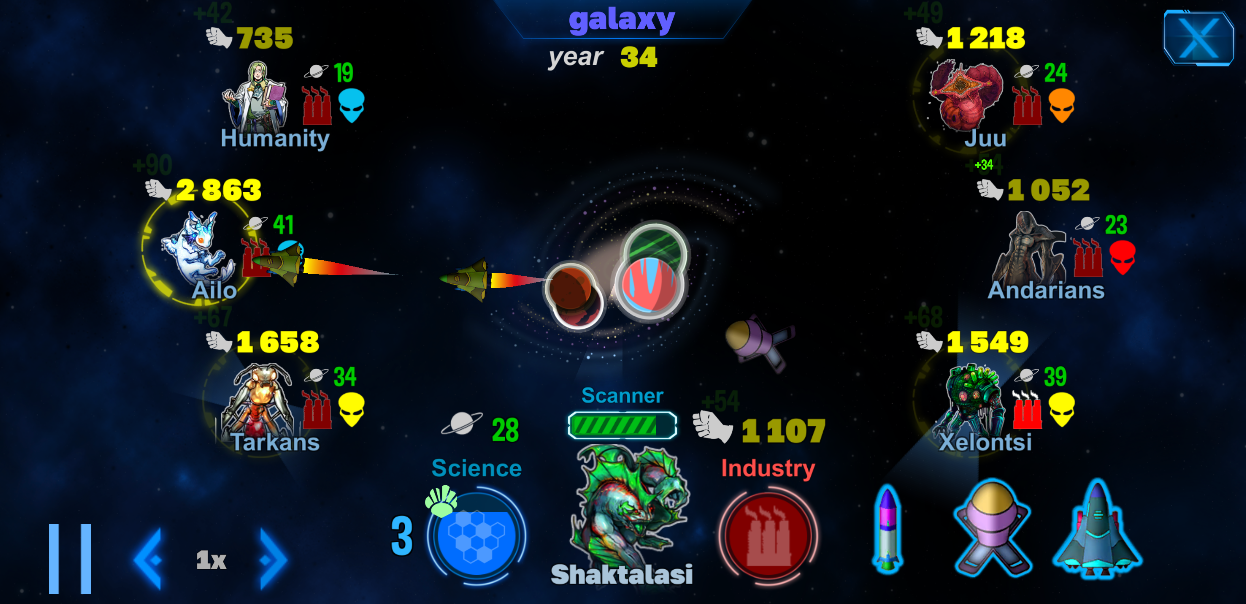 galaxy
year 34
+42
735
19
Humanity
+49
1 218
24
Juu
+90
2 863
41
Ailo
+34
1 052
23
Andarians
+67
1 658
34
Tarkans
+68
1 549
39
Xelontsi
Scanner
28
+54
1 107
Science
Industry
3
1x
Shaktalasi